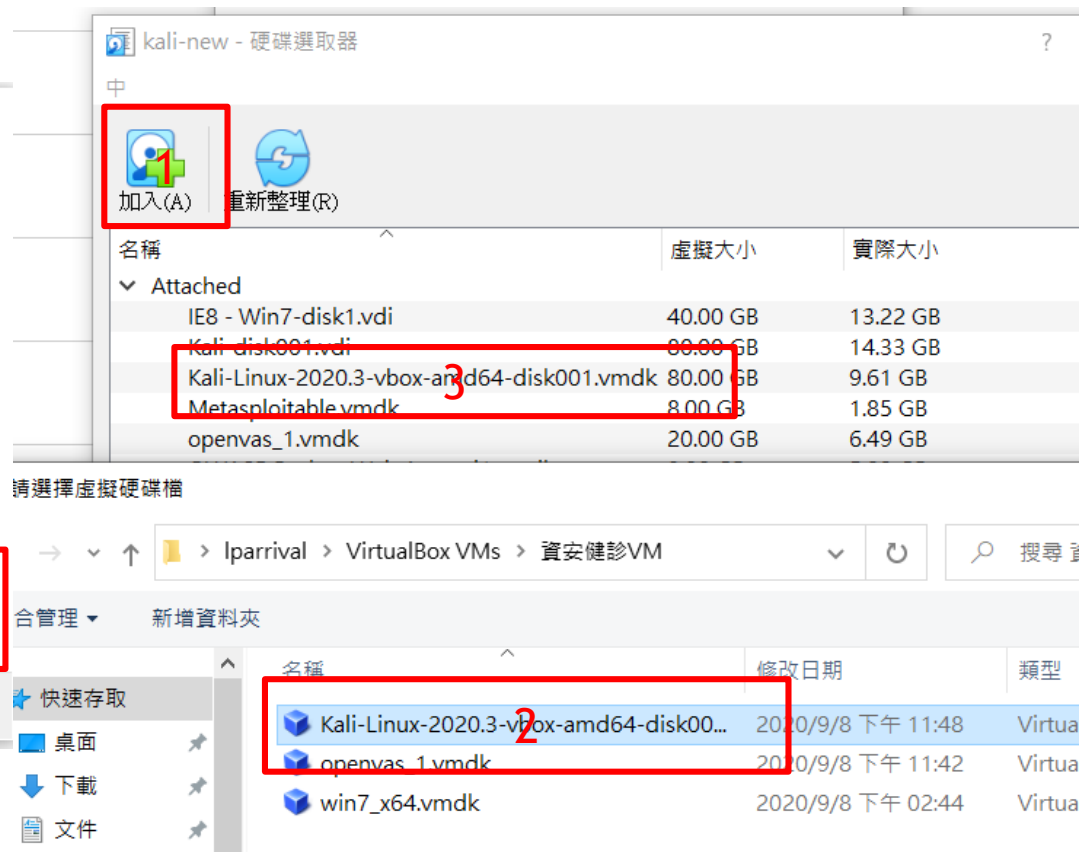 kali-new - 硬碟選取器 ?
中
1
加入(A) 重新整理(R)
名稱 虛擬大小 實際大小
Attached
IE8 - Win7-disk1.vdi 40.00 GB 13.22 GB
Kali-disk001.vdi 80.00 GB 14.33 GB
Kali-Linux-2020.3-vbox-amd64-disk001.vmdk 80.00 GB 9.61 GB
3
Metasploitable.vmdk 8.00 GB 1.85 GB
openvas_1.vmdk 20.00 GB 6.49 GB
請選擇虛擬硬碟檔
lparrival > VirtualBox VMs > 資安健診VM 搜尋
合管理 新增資料夾
名稱 修改日期 類型
快速存取
Kali-Linux-2020.3-vbox-amd64-disk00... 2020/9/8 下午 11:48 Virtua
2
桌面
openvas_1.vmdk 2020/9/8 下午 11:42 Virtua
下載
win7_x64.vmdk 2020/9/8 下午 02:44 Virtua
文件